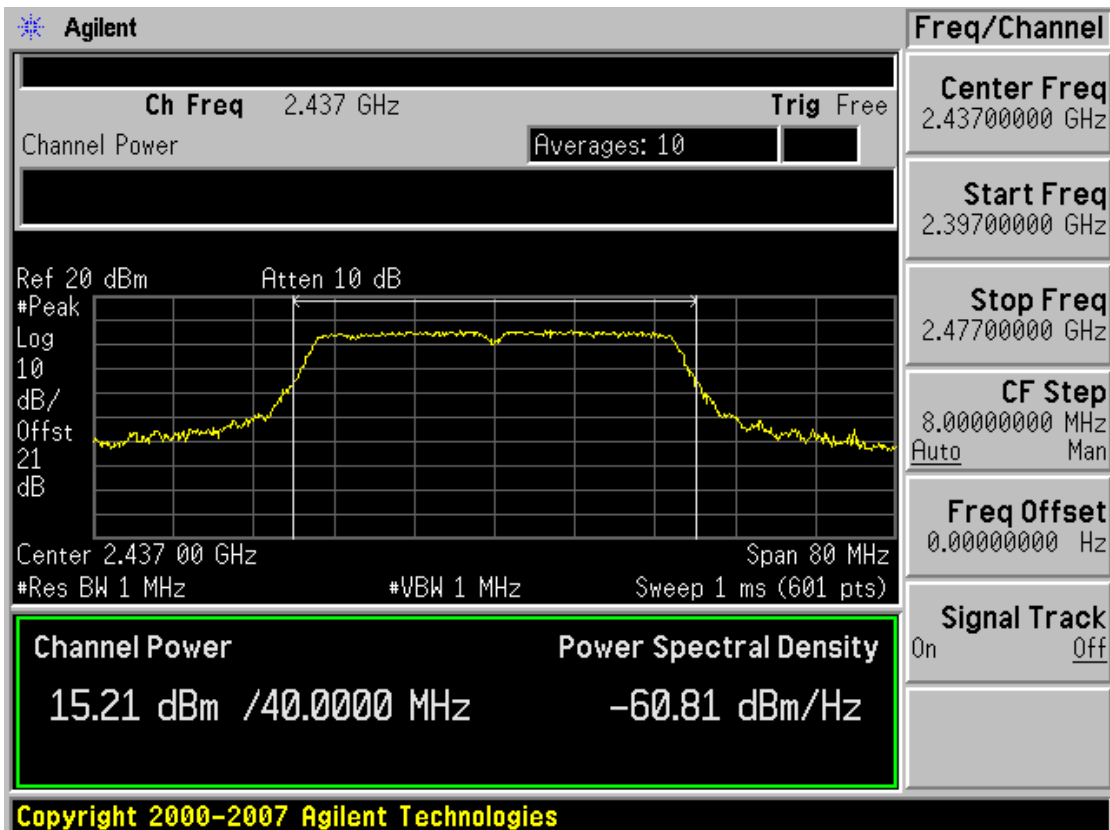 Agilent
Freq/Channel
Ch Freq 2.437 GHz Trig Free
Channel Power Averages: 10
Ref 20 dBm Atten 10 dB
#Peak
Log
10
dB/
Offst
21
dB
Center 2.437 00 GHz Span 80 MHz
#Res BW 1 MHz #VBW 1 MHz Sweep 1 ms (601 pts)
Channel Power Power Spectral Density
15.21 dBm /40.0000 MHz -60.81 dBm/Hz
Center Freq
2.43700000 GHz
Start Freq
2.39700000 GHz
Stop Freq
2.47700000 GHz
CF Step
8.00000000 MHz
Auto Man
Freq Offset
0.00000000 Hz
Signal Track
On Off
Copyright 2000-2007 Agilent Technologies